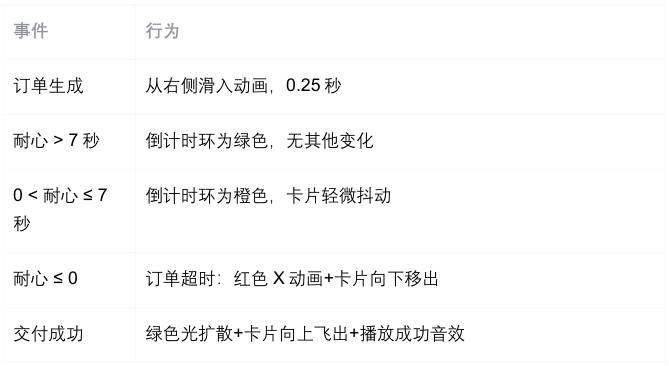 事件 行为
订单生成 从右侧滑入动画，0.25 秒
耐心 > 7 秒 倒计时环为绿色，无其他变化
0 < 耐心 ≤ 7 倒计时环为橙色，卡片轻微抖动
秒
耐心 ≤ 0 订单超时：红色 X 动画+卡片向下移出
交付成功 绿色光扩散+卡片向上飞出+播放成功音效